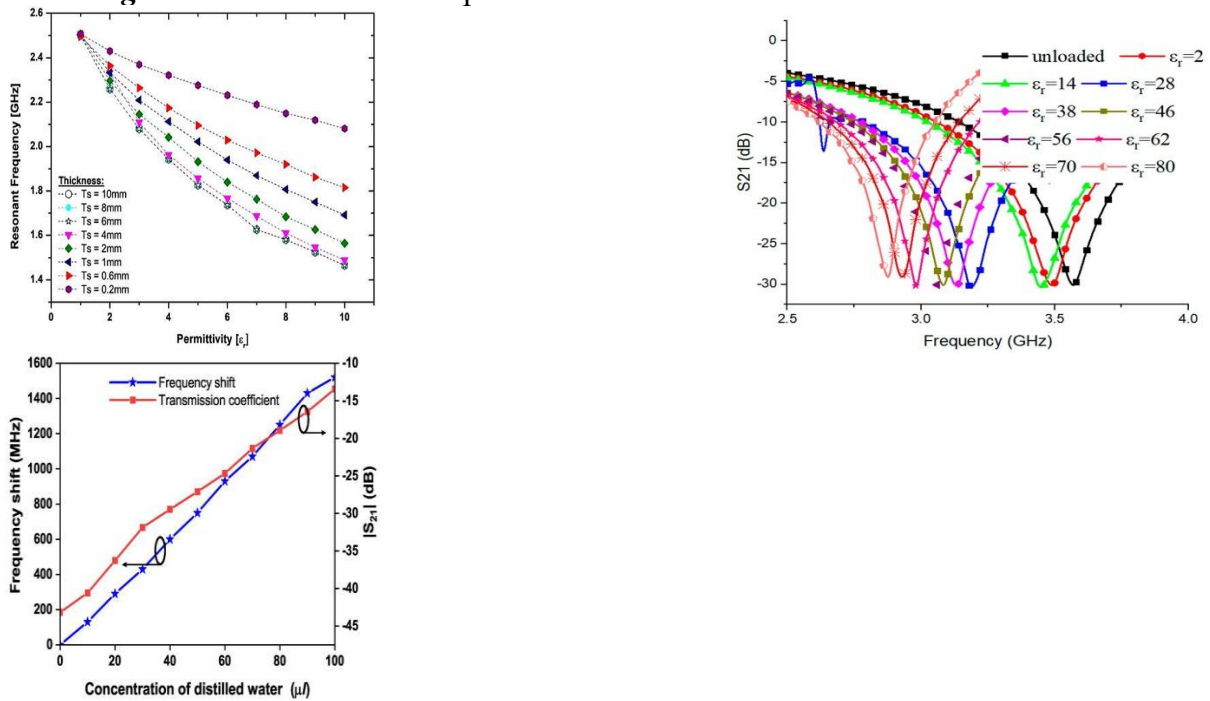 2.6
2.4
2.2
2.0
1.8
1.6
1.4
0 2 4 6 8 10
Resonant Frequency [GHz]
Permittivity [εr]
Thickness:
Ts = 10mm
Ts = 8mm
Ts = 6mm
Ts = 4mm
Ts = 2mm
Ts = 1mm
Ts = 0.6mm
Ts = 0.2mm
0
-5
-10
-15
-20
-25
-30
S21 (dB)
unloaded εr=2
εr=14 εr=28
εr=38 εr=46
εr=56 εr=62
εr=70 εr=80
2.5 3.0 3.5 4.0
Frequency (GHz)
1600
1400
1200
1000
800
600
400
200
0
Frequency shift (MHz)
Frequency shift
Transmission coefficient
-10
-15
-20
-25
-30
-35
-40
-45
|S21| (dB)
0 20 40 60 80 100
Concentration of distilled water (μl)